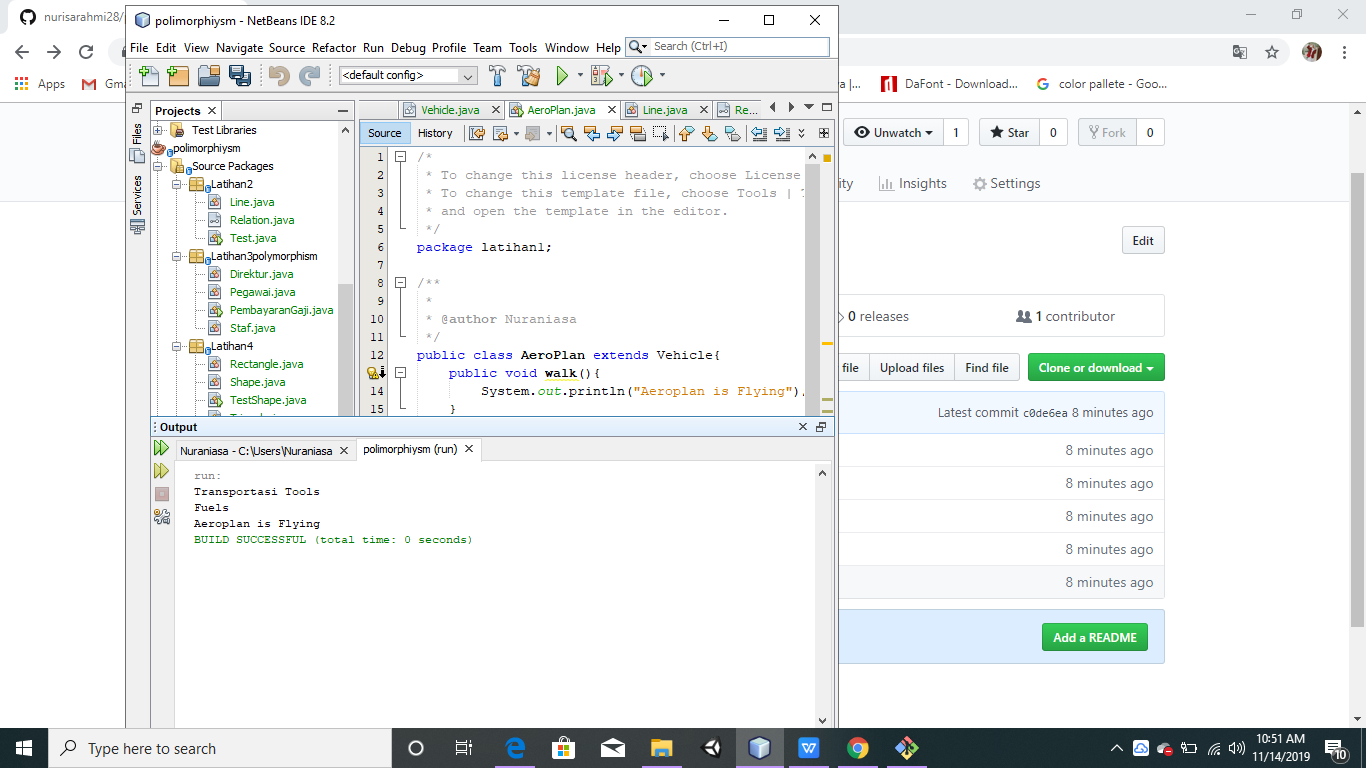 nurisarahmi28/
polimorphiysm - NetBeans IDE 8.2
File Edit View Navigate Source Refactor Run Debug Profile Team Tools Window Help
Search (Ctrl+I)
<default config>
Apps
DaFont - Download...
color pallete - Goo...
Projects
Files
Services
Test Libraries
polimorphiysm
Source Packages
Latihan2
Line.java
Relation.java
Test.java
Latihan3polymorphism
Direktur.java
Pegawai.java
PembayaranGaji.java
Staf.java
Latihan4
Rectangle.java
Shape.java
TestShape.java
Vehicle.java AeroPlan.java Line.java Re...
Source History
1 /*
2 * To change this license header, choose License
3 * To change this template file, choose Tools |
4 * and open the template in the editor.
5 */
6 package latihan1;
7
8 /**
9 *
10 * @author Nuraniasa
11 */
12 public class AeroPlan extends Vehicle{
public void walk(){
14 System.out.println("Aeroplan is Flying")
15 }
Output
Nuraniasa - C:\Users\Nuraniasa
polimorphiysm (run)
run:
Transportasi Tools
Fuels
Aeroplan is Flying
BUILD SUCCESSFUL (total time: 0 seconds)
Unwatch 1 Star 0 Fork 0
Insights Settings
Edit
0 releases 1 contributor
file Upload files Find file Clone or download
Latest commit c0de6ea 8 minutes ago
8 minutes ago
8 minutes ago
8 minutes ago
8 minutes ago
8 minutes ago
Add a README
Type here to search
10:51 AM
11/14/2019
10